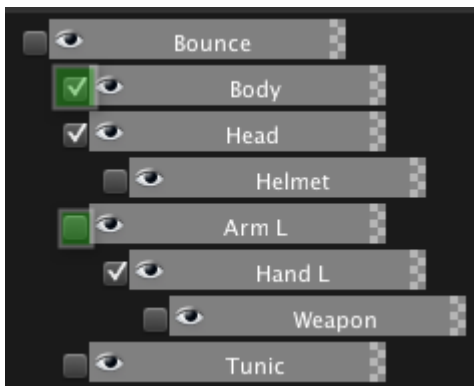 Bounce
Body
Head
Helmet
Arm L
Hand L
Weapon
Tunic